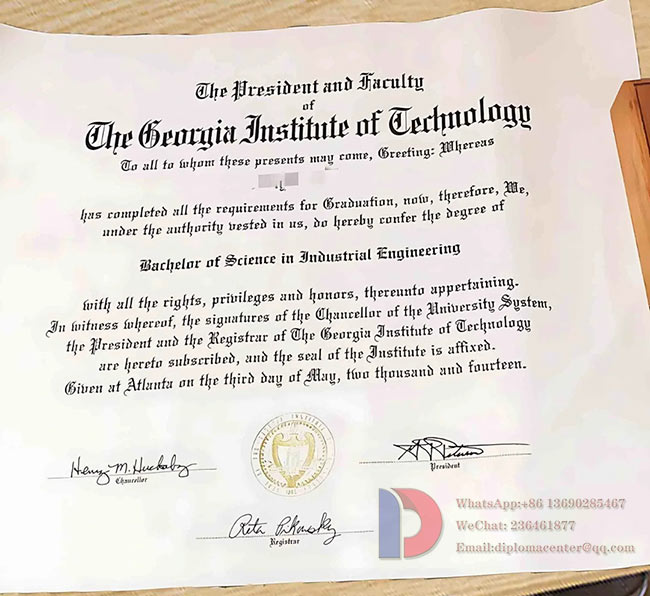 The President and Faculty
of
The Georgia Institute of Technology
To all to whom these presents may come, Greeting: Whereas
has completed all the requirements for Graduation, now, therefore, We,
under the authority vested in us, do hereby confer the degree of
Bachelor of Science in Industrial Engineering
with all the rights, privileges and honors, thereunto appertaining.
In witness whereof, the signatures of the Chancellor of the University System,
the President and the Registrar of The Georgia Institute of Technology
are hereto subscribed, and the seal of the Institute is affixed.
Given at Atlanta on the third day of May, two thousand and fourteen.
Henry M. Huckaby
Chancellor
President
Rita Pikowsky
Registrar
WhatsApp:+86 13690285467
WeChat: 236461877
Email:diplomacenter@qq.com